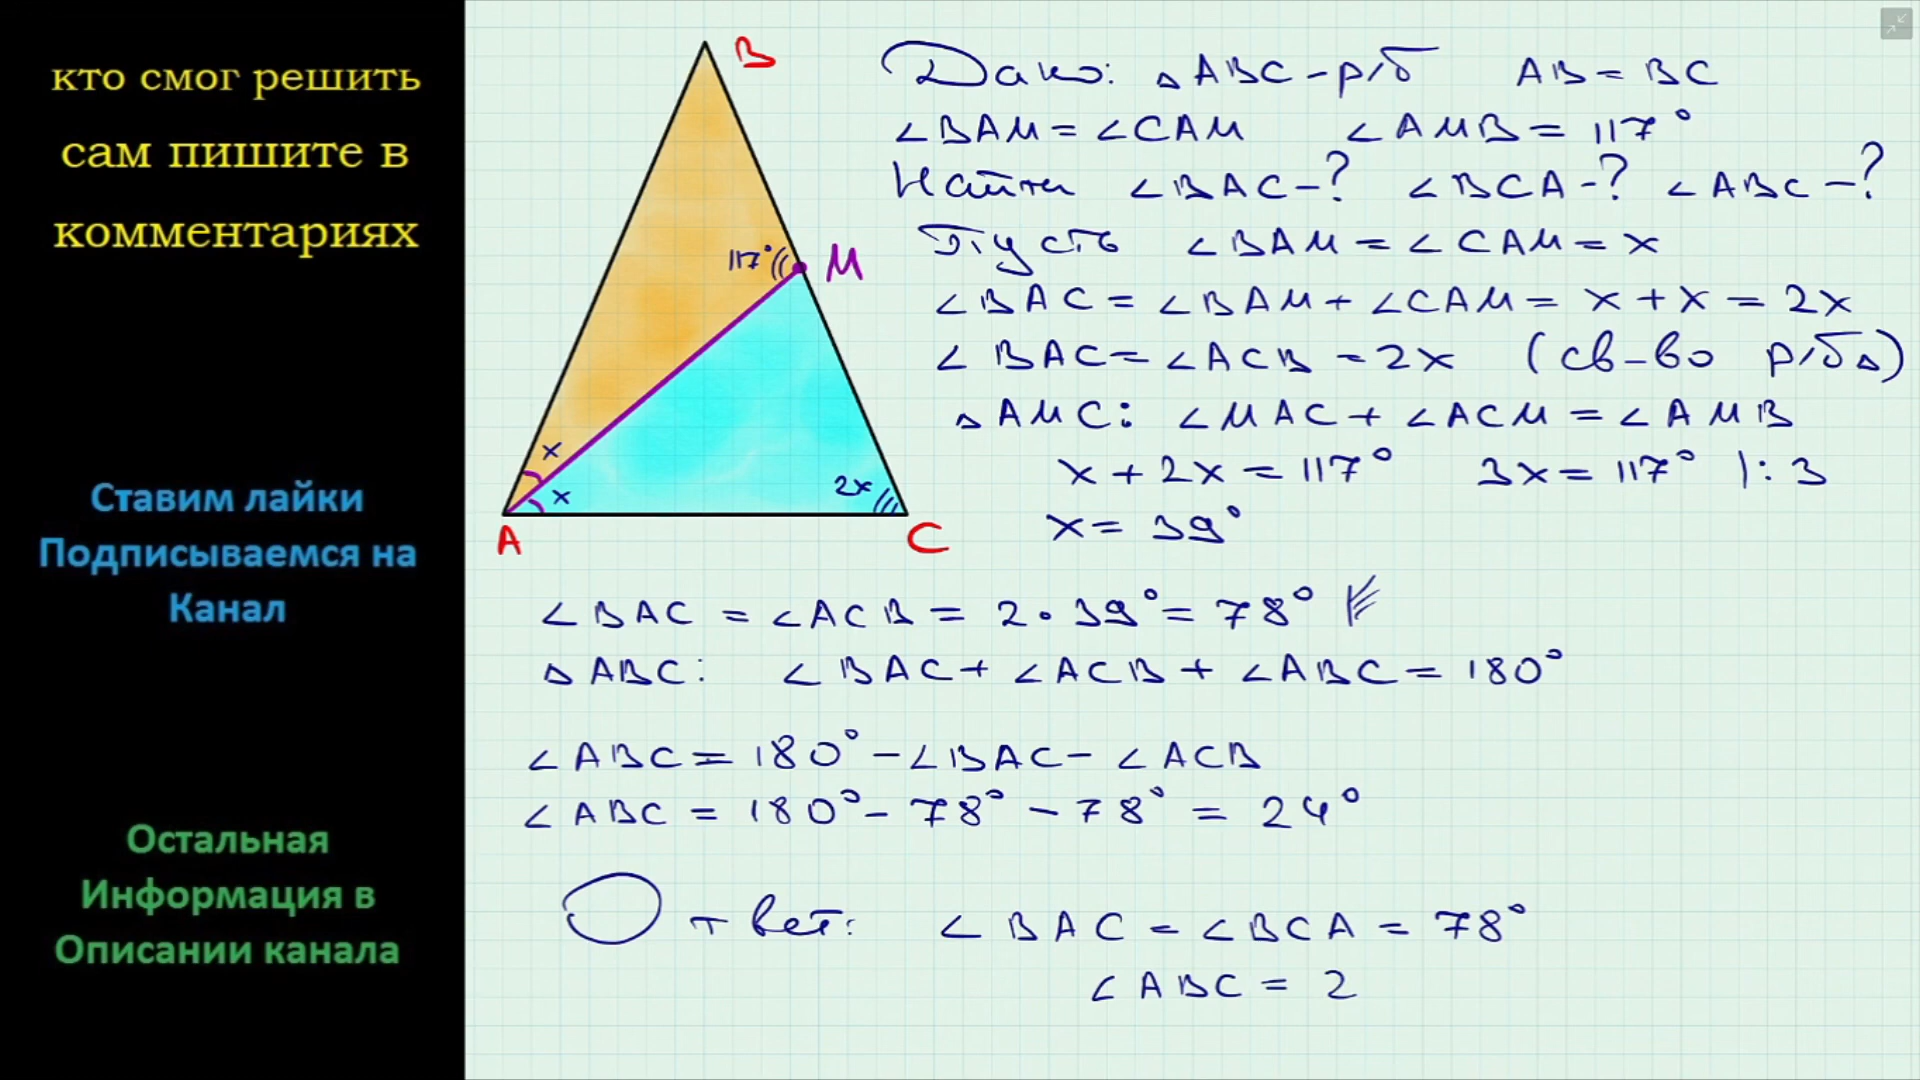 кто смог решить
сам пишите в
комментариях
Ставим лайки
Подписываемся на
Канал
Остальная
Информация в
Описании канала
B
117°
M
x
x
2x
A
C
Дано: △ABC - р/б AB = BC
∠BAM = ∠CAM ∠AMB = 117°
Найти ∠BAC - ? ∠BCA - ? ∠ABC - ?
Пусть ∠BAM = ∠CAM = x
∠BAC = ∠BAM + ∠CAM = x + x = 2x
∠BAC = ∠ACB = 2x (св-во р/б△)
△AMC: ∠MAC + ∠ACM = ∠AMB
x + 2x = 117° 3x = 117° |: 3
x = 39°
∠BAC = ∠ACB = 2 · 39° = 78°
△ABC: ∠BAC + ∠ACB + ∠ABC = 180°
∠ABC = 180° - ∠BAC - ∠ACB
∠ABC = 180° - 78° - 78° = 24°
Ответ: ∠BAC = ∠BCA = 78°
∠ABC = 2